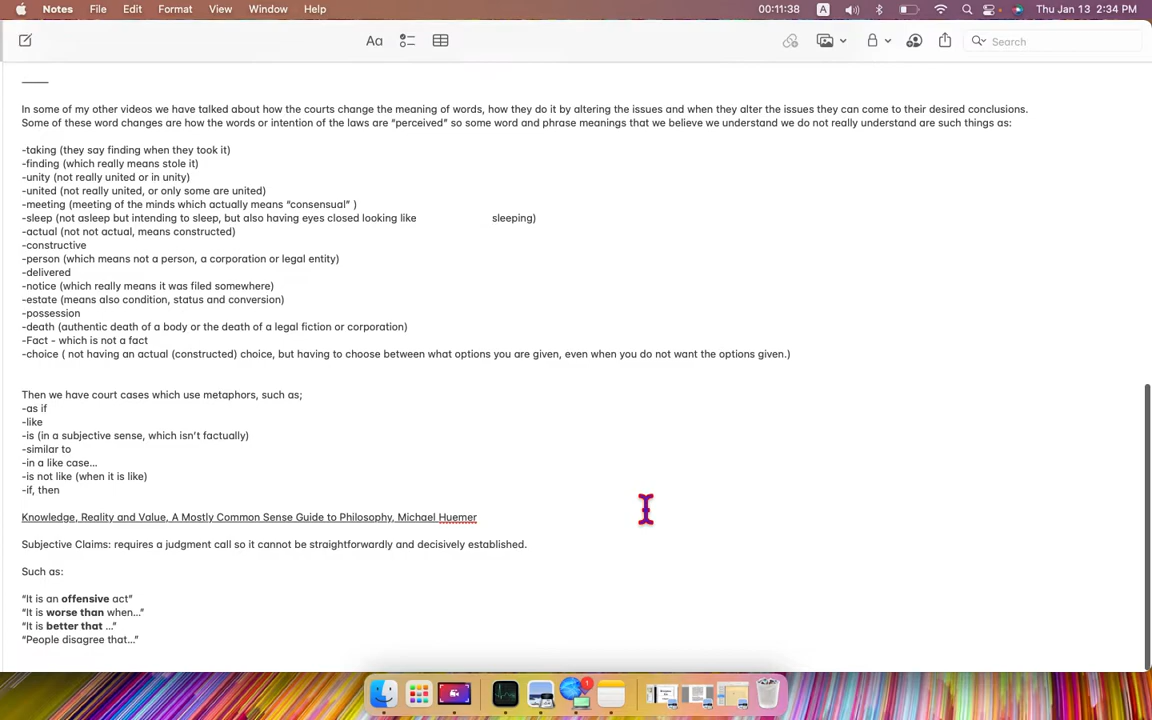 Notes File Edit Format View Window Help 00:11:38 A Thu Jan 13 2:34 PM
Aa Search
In some of my other videos we have talked about how the courts change the meaning of words, how they do it by altering the issues and when they alter the issues they can come to their desired conclusions.
Some of these word changes are how the words or intention of the laws are “perceived” so some word and phrase meanings that we believe we understand we do not really understand are such things as:
-taking (they say finding when they took it)
-finding (which really means stole it)
-unity (not really united or in unity)
-united (not really united, or only some are united)
-meeting (meeting of the minds which actually means “consensual” )
-sleep (not asleep but intending to sleep, but also having eyes closed looking like sleeping)
-actual (not not actual, means constructed)
-constructive
-person (which means not a person, a corporation or legal entity)
-delivered
-notice (which really means it was filed somewhere)
-estate (means also condition, status and conversion)
-possession
-death (authentic death of a body or the death of a legal fiction or corporation)
-Fact - which is not a fact
-choice ( not having an actual (constructed) choice, but having to choose between what options you are given, even when you do not want the options given.)
Then we have court cases which use metaphors, such as;
-as if
-like
-is (in a subjective sense, which isn’t factually)
-similar to
-in a like case...
-is not like (when it is like)
-if, then
Knowledge, Reality and Value, A Mostly Common Sense Guide to Philosophy, Michael Huemer
Subjective Claims: requires a judgment call so it cannot be straightforwardly and decisively established.
Such as:
“It is an offensive act”
“It is worse than when...”
“It is better that ...”
“People disagree that...”
1